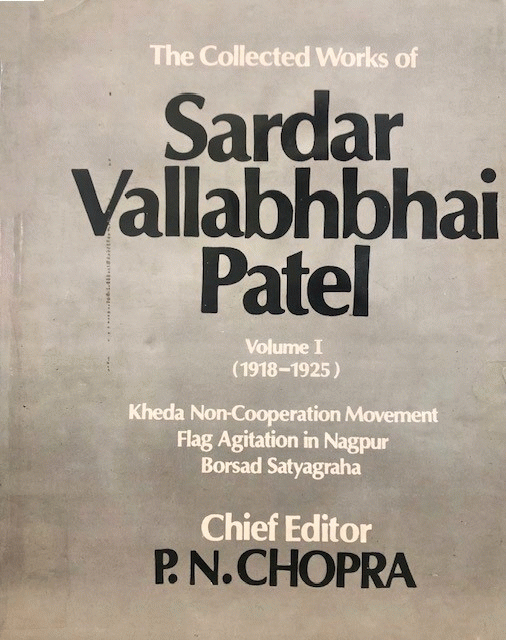 The Collected Works of
Sardar
Vallabhbhai
Patel
Volume I
(1918-1925)
Kheda Non-Cooperation Movement
Flag Agitation in Nagpur
Borsad Satyagraha
Chief Editor
P. N. CHOPRA